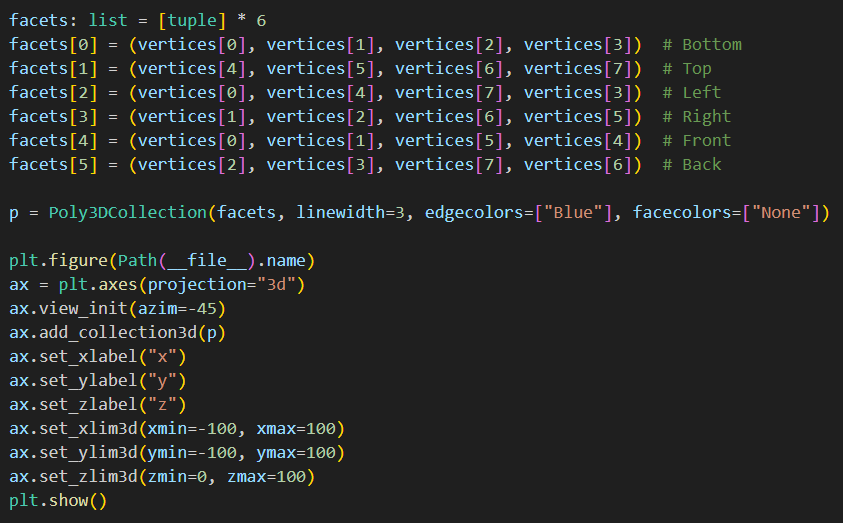 facets: list = [tuple] * 6
facets[0] = (vertices[0], vertices[1], vertices[2], vertices[3])  # Bottom
facets[1] = (vertices[4], vertices[5], vertices[6], vertices[7])  # Top
facets[2] = (vertices[0], vertices[4], vertices[7], vertices[3])  # Left
facets[3] = (vertices[1], vertices[2], vertices[6], vertices[5])  # Right
facets[4] = (vertices[0], vertices[1], vertices[5], vertices[4])  # Front
facets[5] = (vertices[2], vertices[3], vertices[7], vertices[6])  # Back

p = Poly3DCollection(facets, linewidth=3, edgecolors=["Blue"], facecolors=["None"])

plt.figure(Path(__file__).name)
ax = plt.axes(projection="3d")
ax.view_init(azim=-45)
ax.add_collection3d(p)
ax.set_xlabel("x")
ax.set_ylabel("y")
ax.set_zlabel("z")
ax.set_xlim3d(xmin=-100, xmax=100)
ax.set_ylim3d(ymin=-100, ymax=100)
ax.set_zlim3d(zmin=0, zmax=100)
plt.show()